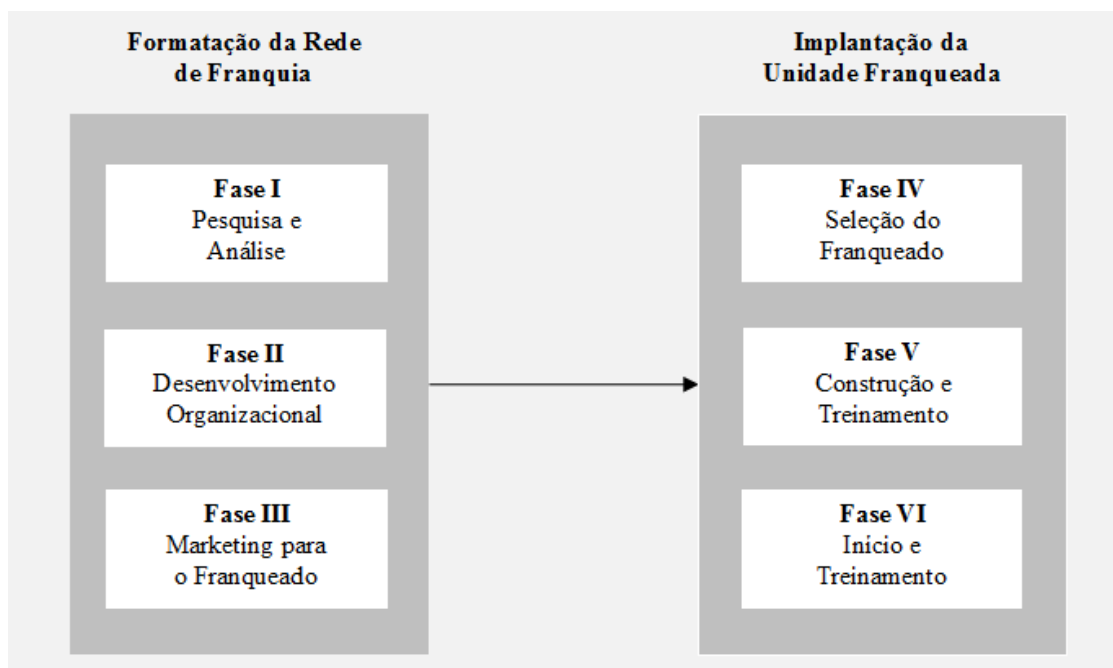 Formatação da Rede
de Franquia
Fase I
Pesquisa e
Análise
Fase II
Desenvolvimento
Organizacional
Fase III
Marketing para
o Franqueado
Implantação da
Unidade Franqueada
Fase IV
Seleção do
Franqueado
Fase V
Construção e
Treinamento
Fase VI
Início e
Treinamento